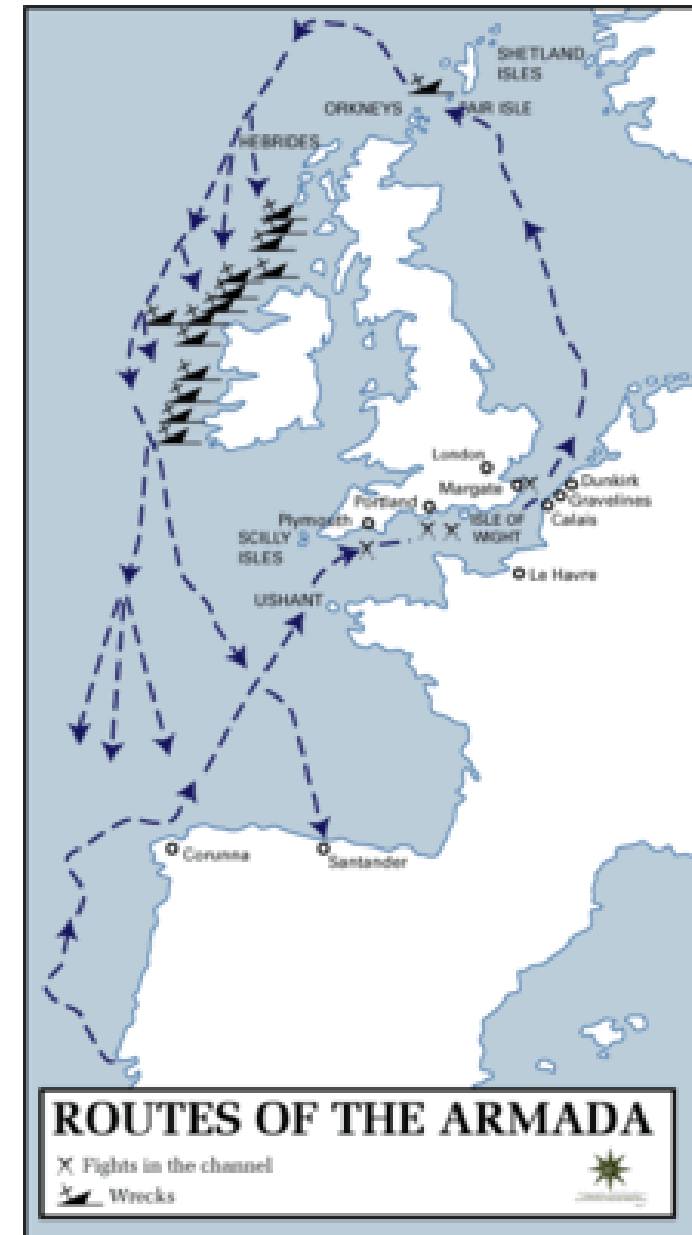 SHETLAND
ISLES
ORKNEYS
FAIR ISLE
HEBRIDES
London
Margate
Dunkirk
Gravelines
Calais
Portland
Plymouth
ISLE OF
WIGHT
SCILLY
ISLES
Le Havre
USHANT
Corunna
Santander
ROUTES OF THE ARMADA
Fights in the channel
Wrecks